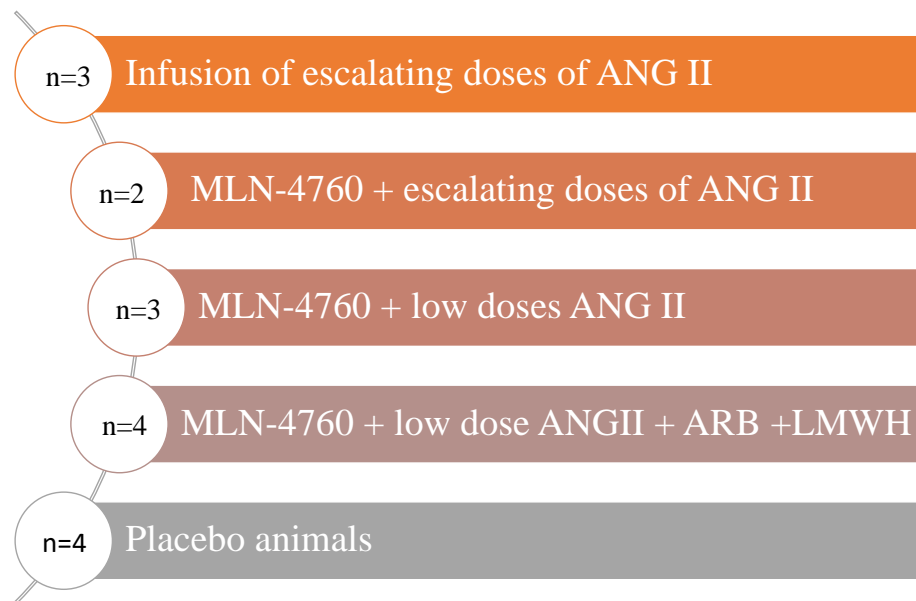 n=3 Infusion of escalating doses of ANG II
n=2 MLN-4760 + escalating doses of ANG II
n=3 MLN-4760 + low doses ANG II
n=4 MLN-4760 + low dose ANGII + ARB +LMWH
n=4 Placebo animals